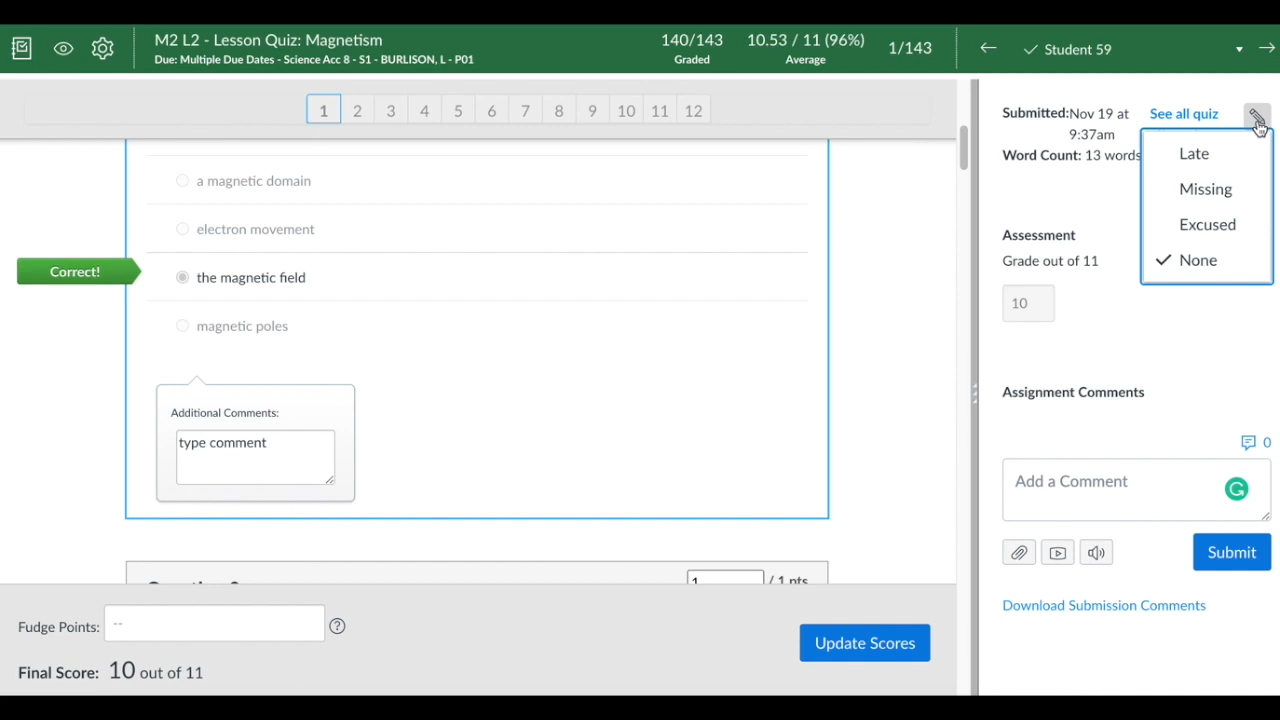 M2 L2 - Lesson Quiz: Magnetism
Due: Multiple Due Dates - Science Acc 8 - S1 - BURLISON, L - P01
140/143
Graded
10.53 / 11 (96%)
Average
1/143
Student 59
1 2 3 4 5 6 7 8 9 10 11 12
a magnetic domain
electron movement
Correct!
the magnetic field
magnetic poles
Additional Comments:
type comment
1 / 1 pts
Fudge Points: --
Final Score: 10 out of 11
Update Scores
Submitted: Nov 19 at
9:37am
See all quiz
Word Count: 13 words
Late
Missing
Excused
None
Assessment
Grade out of 11
10
Assignment Comments
0
Add a Comment
Submit
Download Submission Comments